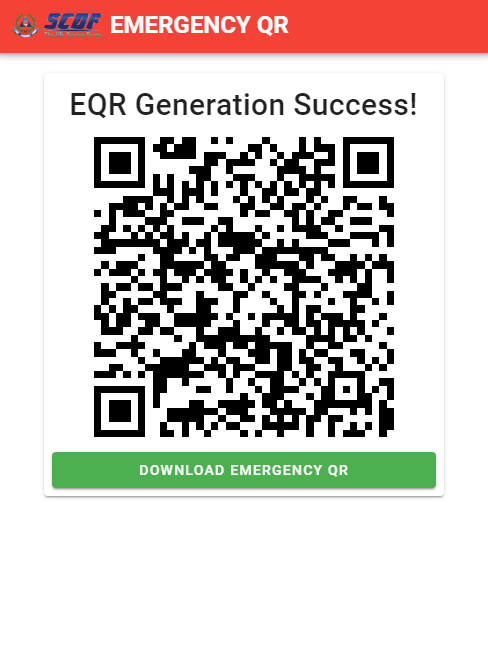 SCDF EMERGENCY QR
EQR Generation Success!
DOWNLOAD EMERGENCY QR